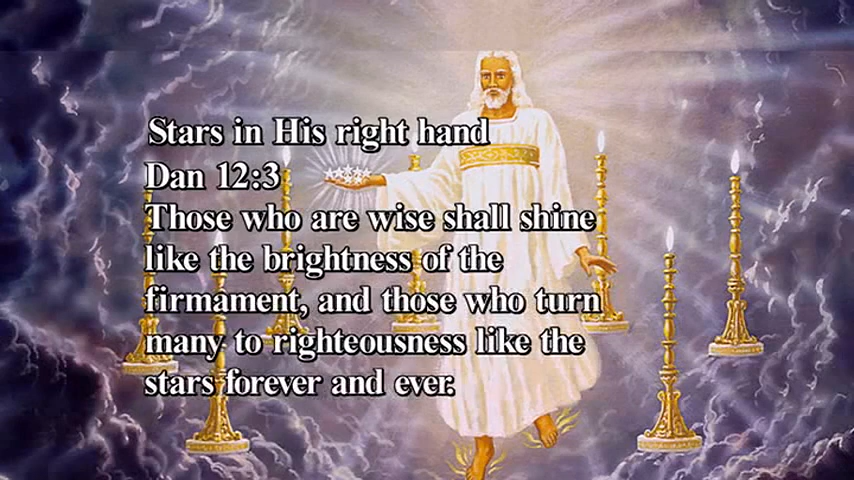 Stars in His right hand
Dan 12:3
Those who are wise shall shine
like the brightness of the
firmament, and those who turn
many to righteousness like the
stars forever and ever.